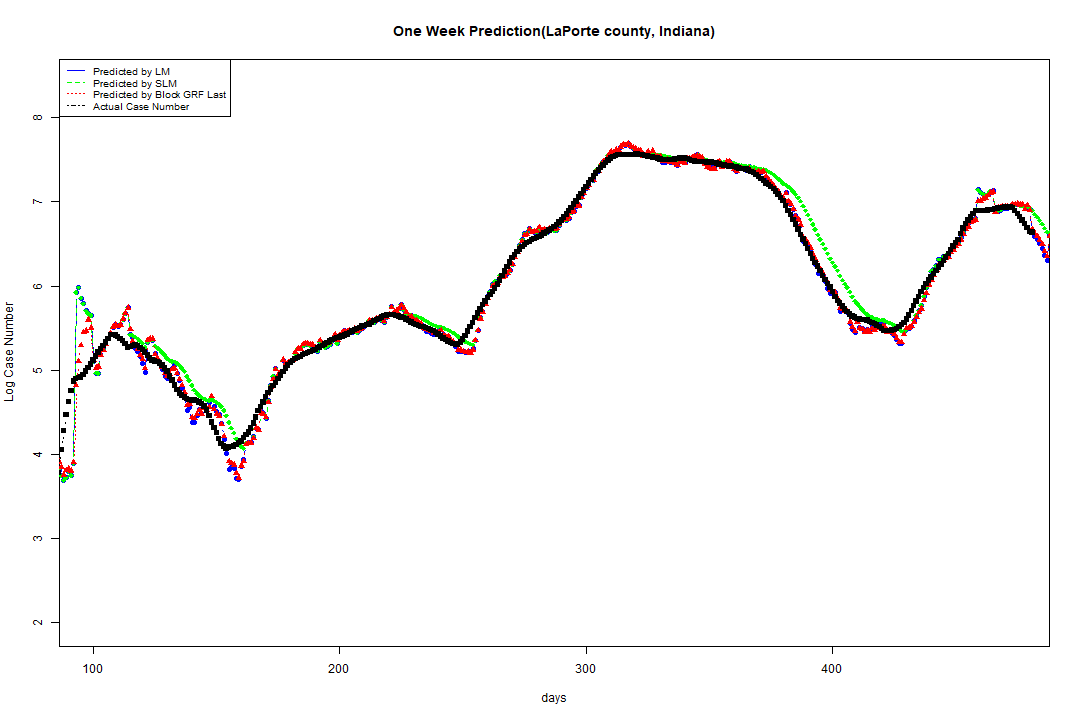 One Week Prediction(LaPorte county, Indiana)
Predicted by LM
Predicted by SLM
Predicted by Block GRF Last
Actual Case Number
Log Case Number
8
7
6
5
4
3
2
100 200 300 400
days